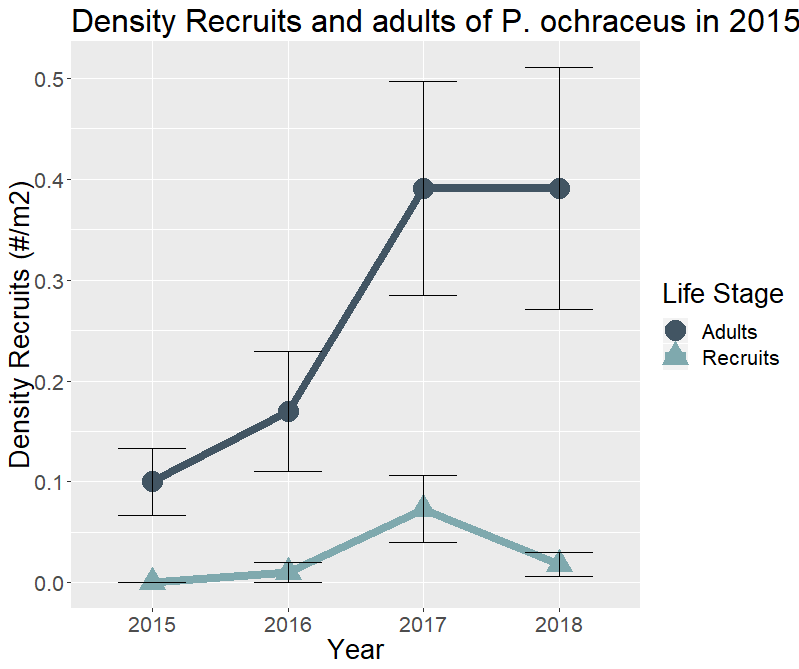 Density Recruits and adults of P. ochraceus in 2015
Density Recruits (#/m2)
0.5
0.4
0.3
0.2
0.1
0.0
2015 2016 2017 2018
Year
Life Stage
Adults
Recruits